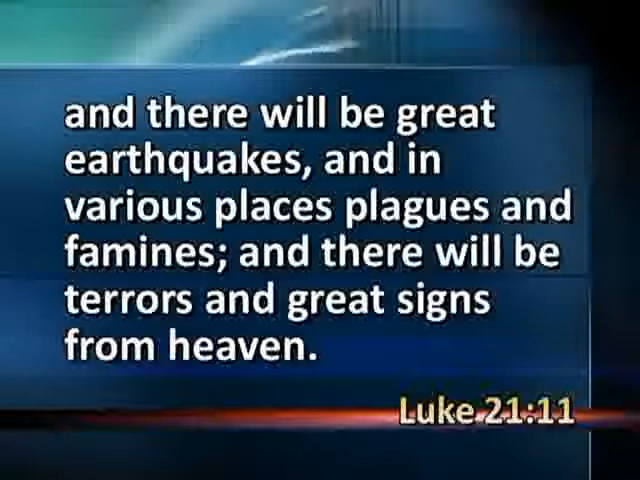 and there will be great
earthquakes, and in
various places plagues and
famines; and there will be
terrors and great signs
from heaven.
Luke 21:11